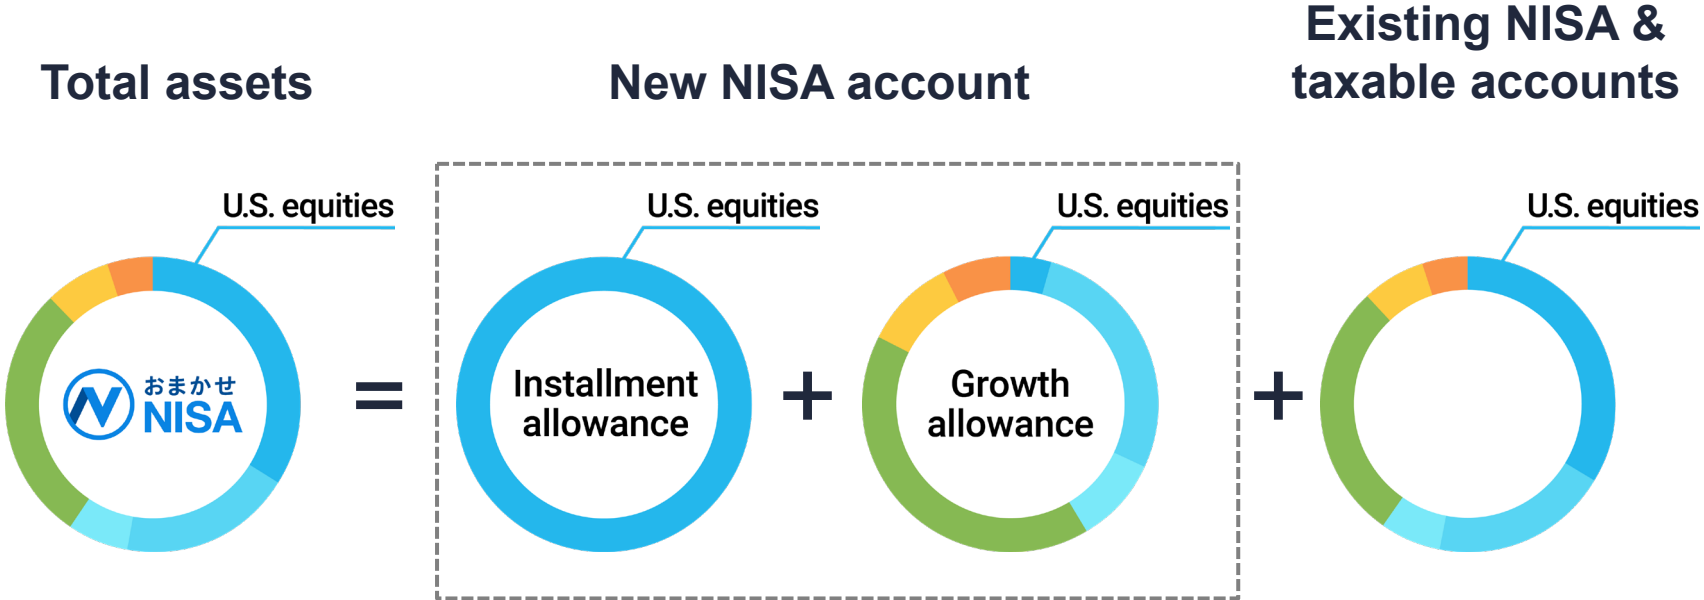 Total assets
New NISA account
Existing NISA &
taxable accounts
U.S. equities
U.S. equities
U.S. equities
U.S. equities
おまかせ
NISA
=
Installment
allowance
+
Growth
allowance
+